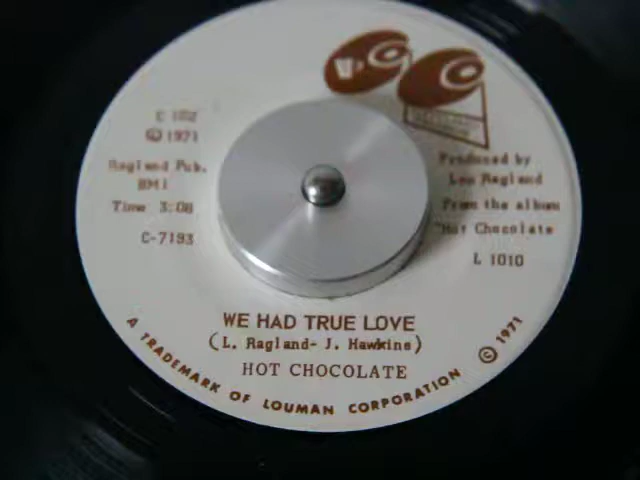 C 102
© 1971
Ragland Pub.
BMI
Time 3:08
C-7193
Produced by
Lou Ragland
From the album
"Hot Chocolate
L 1010
WE HAD TRUE LOVE
(L. Ragland- J. Hawkins)
HOT CHOCOLATE
A TRADEMARK OF LOUMAN CORPORATION © 1971